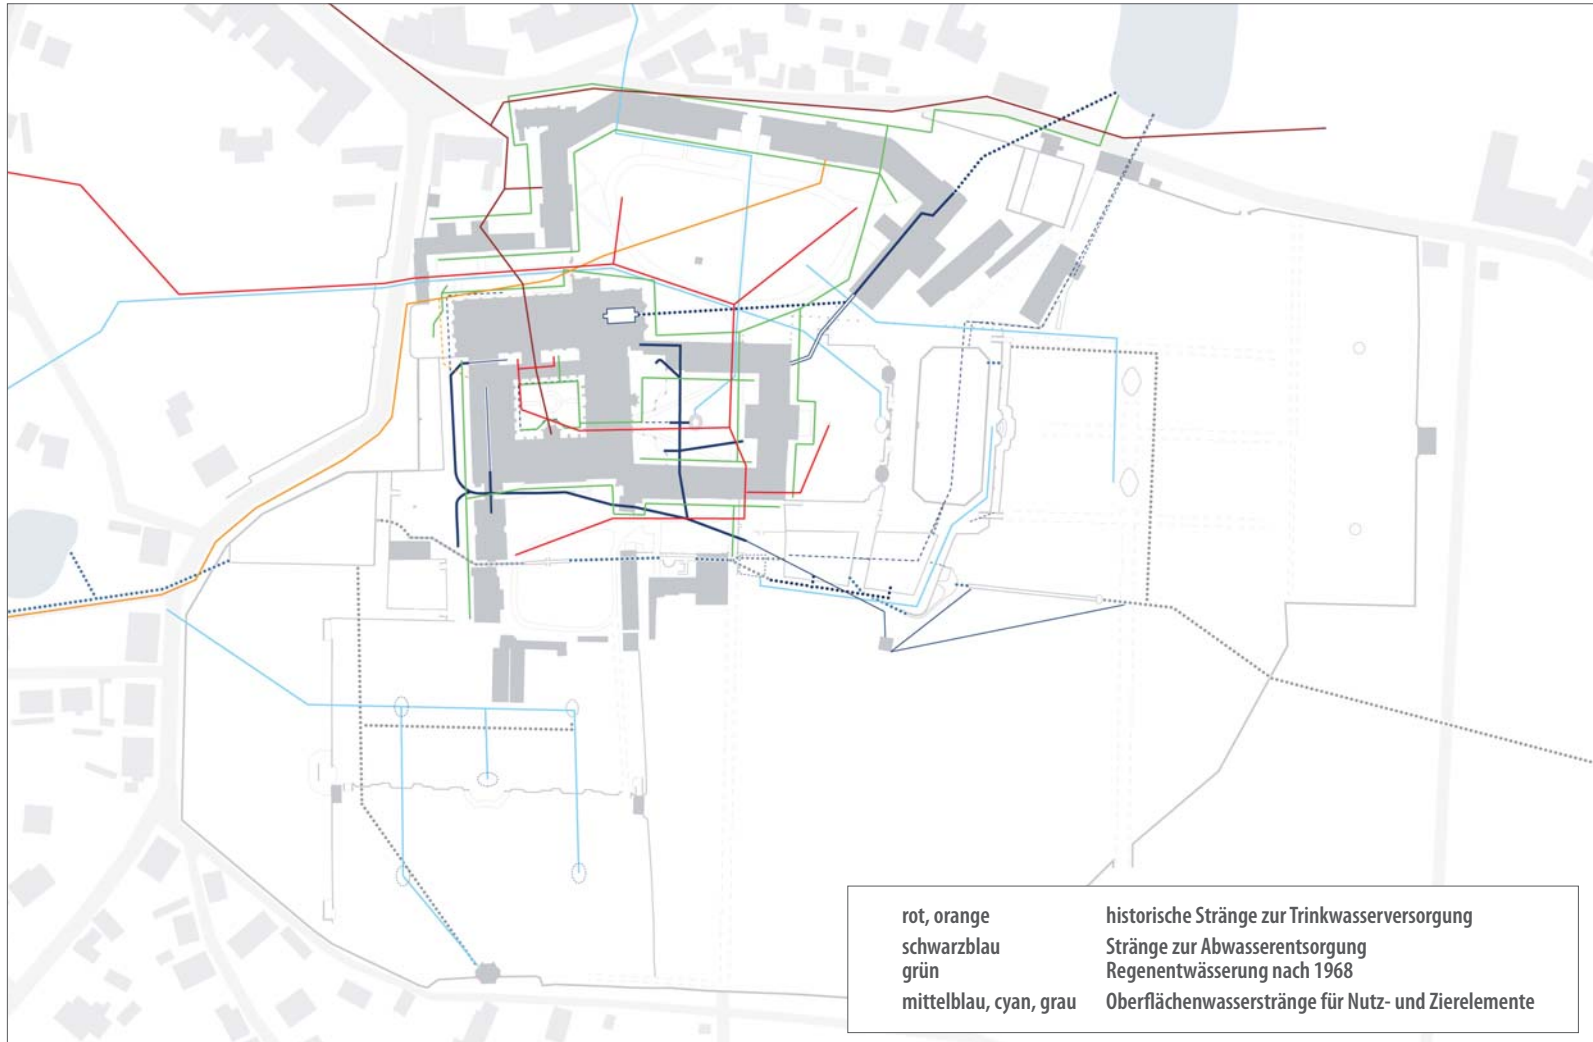 rot, orange historische Stränge zur Trinkwasserversorgung
schwarzblau Stränge zur Abwasserentsorgung
grün Regenentwässerung nach 1968
mittelblau, cyan, grau Oberflächenwasserstränge für Nutz- und Zierelemente